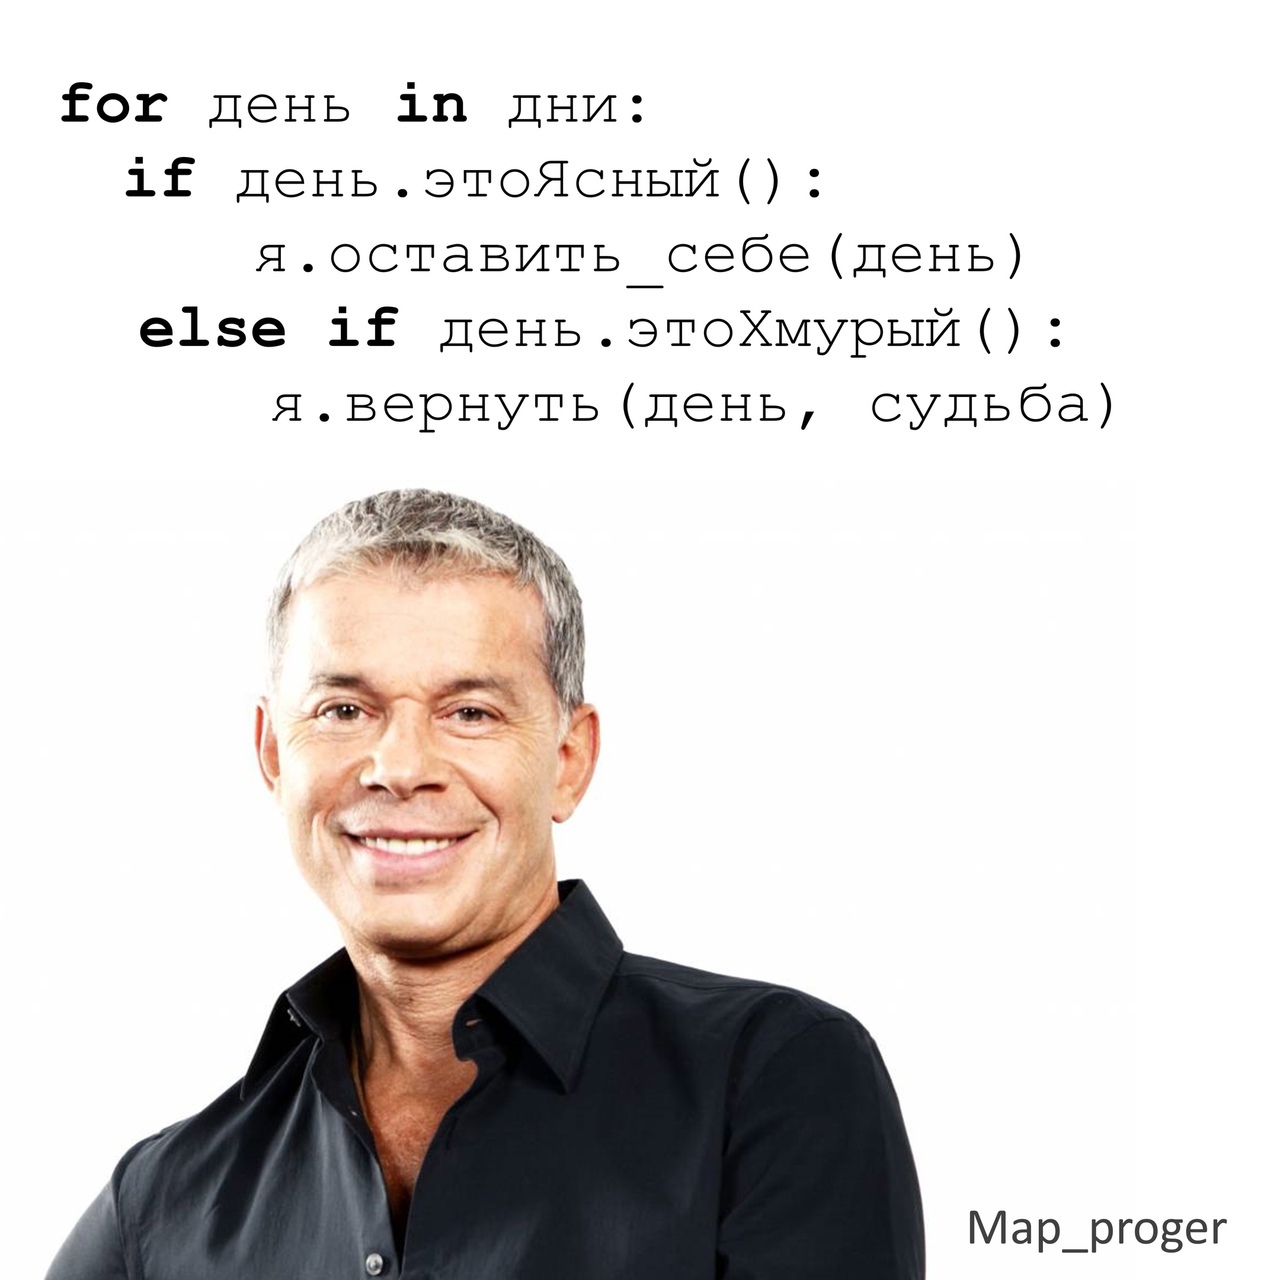 for день in дни:
if день.этоЯсный():
я.оставить_себе(день)
else if день.этоХмурый():
я.вернуть(день, судьба)
Map_proger